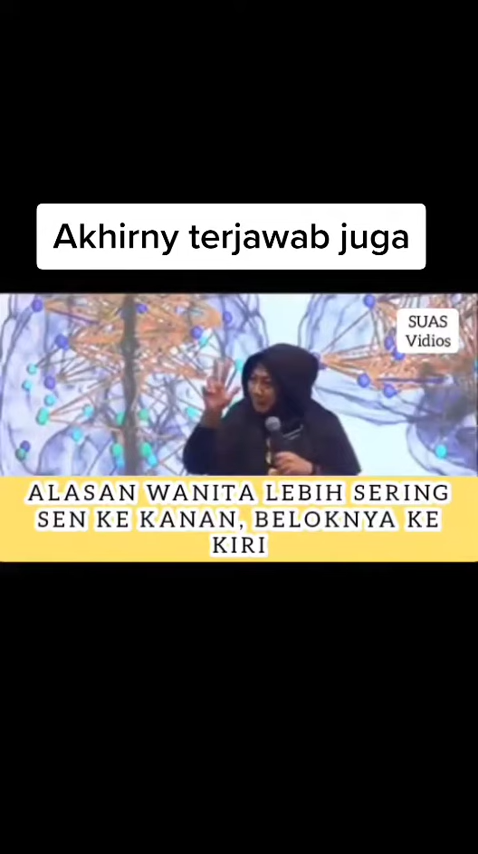 Akhirny terjawab juga
SUAS
Vidios
ALASAN WANITA LEBIH SERING
SEN KE KANAN, BELOKNYA KE
KIRI